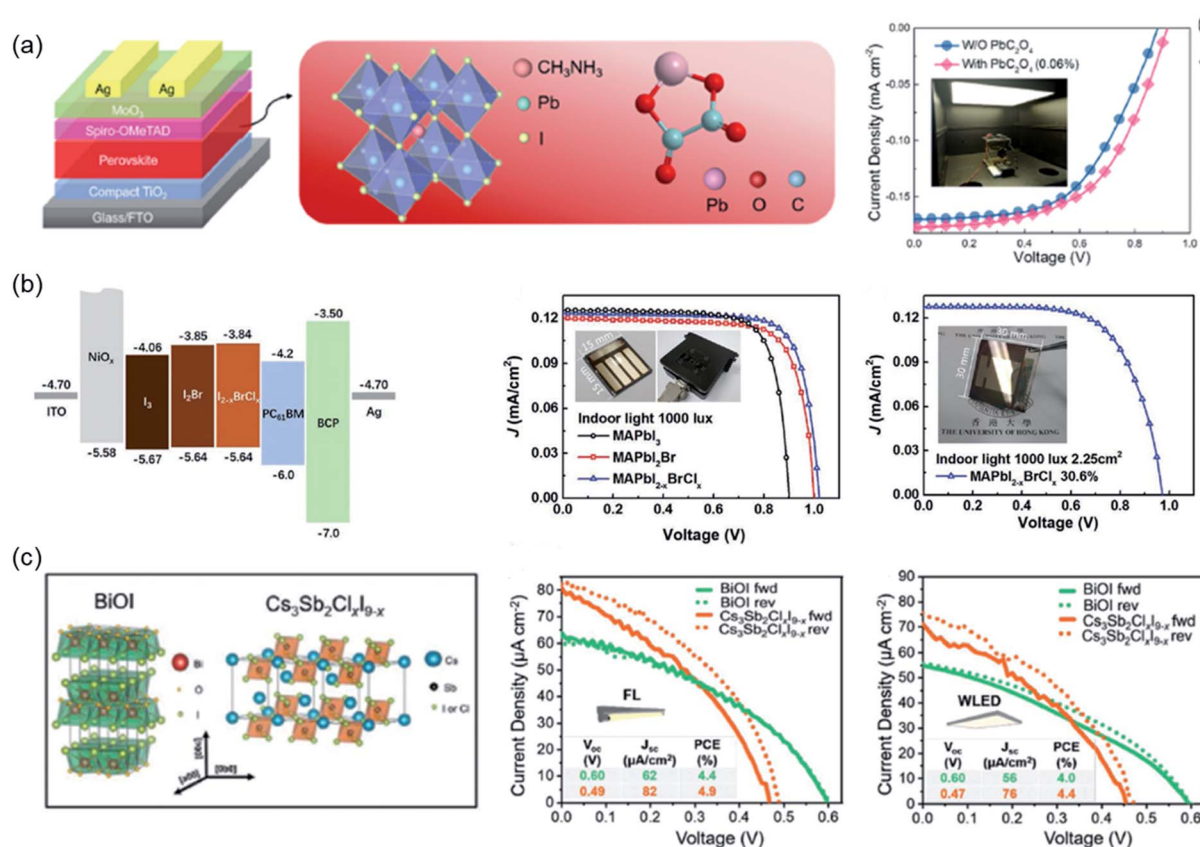 (a)
Ag
Ag
MoO₃
Spiro-OMeTAD
Perovskite
Compact TiO₂
Glass/FTO
CH₃NH₃
Pb
I
Pb O C
W/O PbC₂O₄
With PbC₂O₄ (0.06%)
Current Density (mA cm⁻²)
0.00
-0.05
-0.10
-0.15
0.0 0.2 0.4 0.6 0.8 1.0
Voltage (V)
(b)
-4.70
ITO
NiOₓ
-5.58
-4.06
I₃
-5.67
-3.85
I₂Br
-5.64
-3.84
I₂₋ₓBrClₓ
-5.64
-4.2
PC₆₁BM
-6.0
-3.50
BCP
-7.0
-4.70
Ag
J (mA/cm²)
0.12
0.09
0.06
0.03
0.00
15 mm
15 mm
Indoor light 1000 lux
MAPbI₃
MAPbI₂Br
MAPbI₂₋ₓBrClₓ
0.0 0.2 0.4 0.6 0.8 1.0
Voltage (V)
J (mA/cm²)
0.12
0.09
0.06
0.03
0.00
30 mm
30 mm
香港大學
THE UNIVERSITY OF HONG KONG
Indoor light 1000 lux 2.25cm²
MAPbI₂₋ₓBrClₓ 30.6%
0.0 0.2 0.4 0.6 0.8 1.0
Voltage (V)
(c)
BiOI
Bi
O
I
Cs₃Sb₂ClₓI₉₋ₓ
Cs
Sb
I or Cl
[001]
[100]
[010]
Current Density (µA cm⁻²)
80
70
60
50
40
30
20
10
0
BiOI fwd
BiOI rev
Cs₃Sb₂ClₓI₉₋ₓ fwd
Cs₃Sb₂ClₓI₉₋ₓ rev
FL
Vₒc Jₛc PCE
(V) (µA/cm²) (%)
0.60 62 4.4
0.49 82 4.9
0.0 0.1 0.2 0.3 0.4 0.5 0.6
Voltage (V)
Current Density (µA cm⁻²)
90
80
70
60
50
40
30
20
10
0
BiOI fwd
BiOI rev
Cs₃Sb₂ClₓI₉₋ₓ fwd
Cs₃Sb₂ClₓI₉₋ₓ rev
WLED
Vₒc Jₛc PCE
(V) (µA/cm²) (%)
0.60 56 4.0
0.47 76 4.4
0.0 0.1 0.2 0.3 0.4 0.5 0.6
Voltage (V)